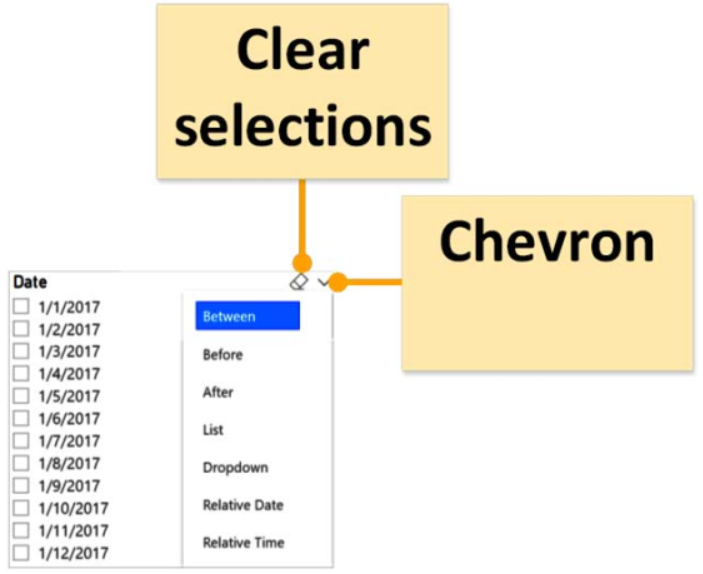 Clear
selections
Chevron
Date
1/1/2017
1/2/2017
1/3/2017
1/4/2017
1/5/2017
1/6/2017
1/7/2017
1/8/2017
1/9/2017
1/10/2017
1/11/2017
1/12/2017
Between
Before
After
List
Dropdown
Relative Date
Relative Time